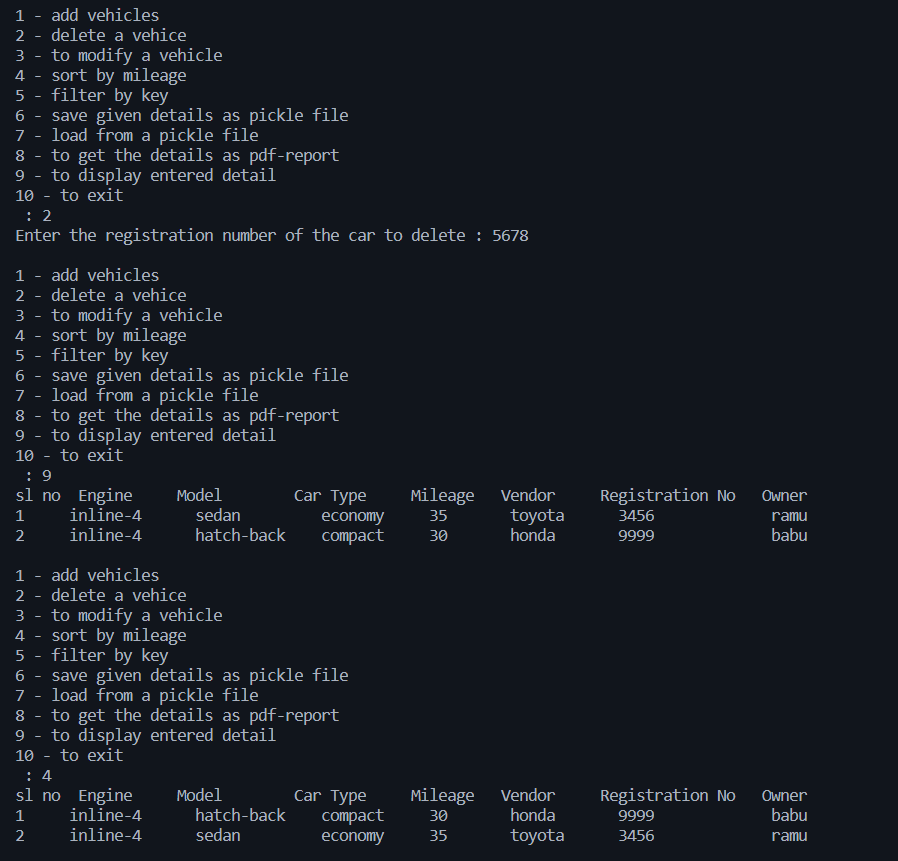 1 - add vehicles
2 - delete a vehice
3 - to modify a vehicle
4 - sort by mileage
5 - filter by key
6 - save given details as pickle file
7 - load from a pickle file
8 - to get the details as pdf-report
9 - to display entered detail
10 - to exit
 : 2
Enter the registration number of the car to delete : 5678

1 - add vehicles
2 - delete a vehice
3 - to modify a vehicle
4 - sort by mileage
5 - filter by key
6 - save given details as pickle file
7 - load from a pickle file
8 - to get the details as pdf-report
9 - to display entered detail
10 - to exit
 : 9
sl no  Engine     Model        Car Type     Mileage   Vendor     Registration No   Owner
1     inline-4      sedan         economy     35       toyota      3456             ramu
2     inline-4      hatch-back    compact     30       honda       9999             babu

1 - add vehicles
2 - delete a vehice
3 - to modify a vehicle
4 - sort by mileage
5 - filter by key
6 - save given details as pickle file
7 - load from a pickle file
8 - to get the details as pdf-report
9 - to display entered detail
10 - to exit
 : 4
sl no  Engine     Model        Car Type     Mileage   Vendor     Registration No   Owner
1     inline-4      hatch-back    compact     30       honda       9999             babu
2     inline-4      sedan         economy     35       toyota      3456             ramu